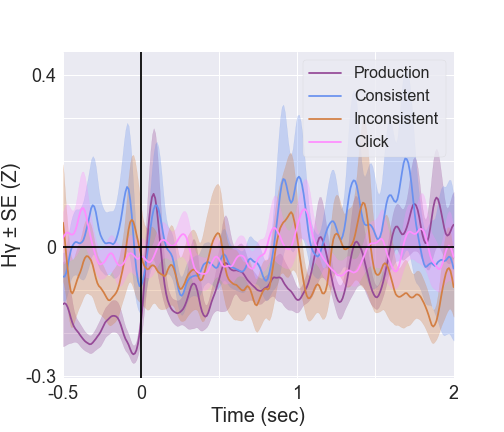 Production
Consistent
Inconsistent
Click
0.4
0
-0.3
Hγ ± SE (Z)
-0.5 0 1 2
Time (sec)